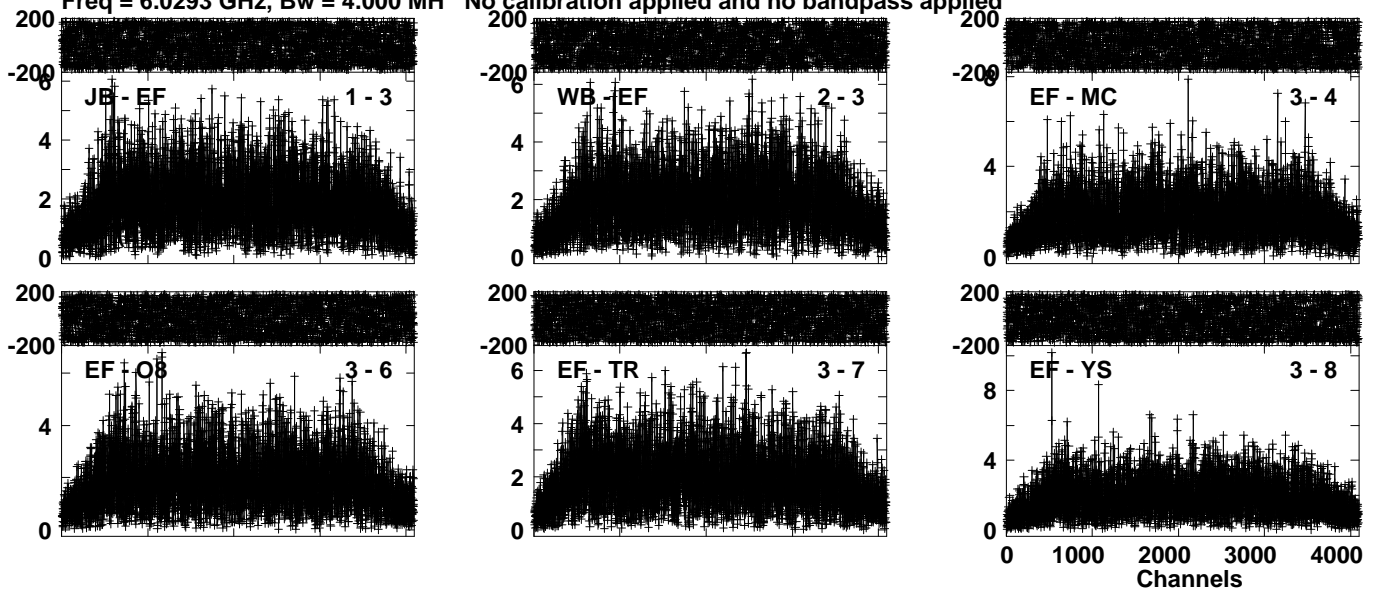 Freq = 6.0293 GHz, Bw = 4.000 MH No calibration applied and no bandpass applied
200 200 200
-200 -200 -200
6 6 8
JB - EF 1 - 3 WB - EF 2 - 3 EF - MC 3 - 4
4 4 4
2 2
0 0 0
200 200 200
-200 -200 -200
EF - O8 3 - 6 EF - TR 3 - 7 EF - YS 3 - 8
6 8
4 4 4
2
0 0 0
0 1000 2000 3000 4000
Channels